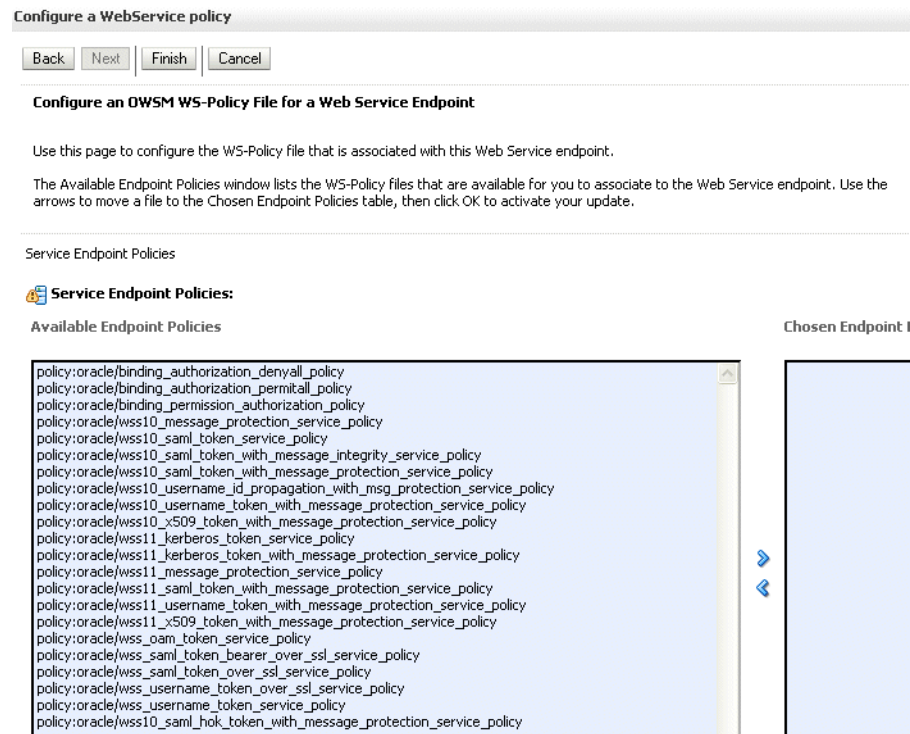 Configure a WebService policy
Back Next Finish Cancel
Configure an OWSM WS-Policy File for a Web Service Endpoint
Use this page to configure the WS-Policy file that is associated with this Web Service endpoint.
The Available Endpoint Policies window lists the WS-Policy files that are available for you to associate to the Web Service endpoint. Use the
arrows to move a file to the Chosen Endpoint Policies table, then click OK to activate your update.
Service Endpoint Policies
Service Endpoint Policies:
Available Endpoint Policies
Chosen Endpoint
policy:oracle/binding_authorization_denyall_policy
policy:oracle/binding_authorization_permitall_policy
policy:oracle/binding_permission_authorization_policy
policy:oracle/wss10_message_protection_service_policy
policy:oracle/wss10_saml_token_service_policy
policy:oracle/wss10_saml_token_with_message_integrity_service_policy
policy:oracle/wss10_saml_token_with_message_protection_service_policy
policy:oracle/wss10_username_id_propagation_with_msg_protection_service_policy
policy:oracle/wss10_username_token_with_message_protection_service_policy
policy:oracle/wss10_x509_token_with_message_protection_service_policy
policy:oracle/wss11_kerberos_token_service_policy
policy:oracle/wss11_kerberos_token_with_message_protection_service_policy
policy:oracle/wss11_message_protection_service_policy
policy:oracle/wss11_saml_token_with_message_protection_service_policy
policy:oracle/wss11_username_token_with_message_protection_service_policy
policy:oracle/wss11_x509_token_with_message_protection_service_policy
policy:oracle/wss_oam_token_service_policy
policy:oracle/wss_saml_token_bearer_over_ssl_service_policy
policy:oracle/wss_saml_token_over_ssl_service_policy
policy:oracle/wss_username_token_over_ssl_service_policy
policy:oracle/wss_username_token_service_policy
policy:oracle/wss10_saml_hok_token_with_message_protection_service_policy